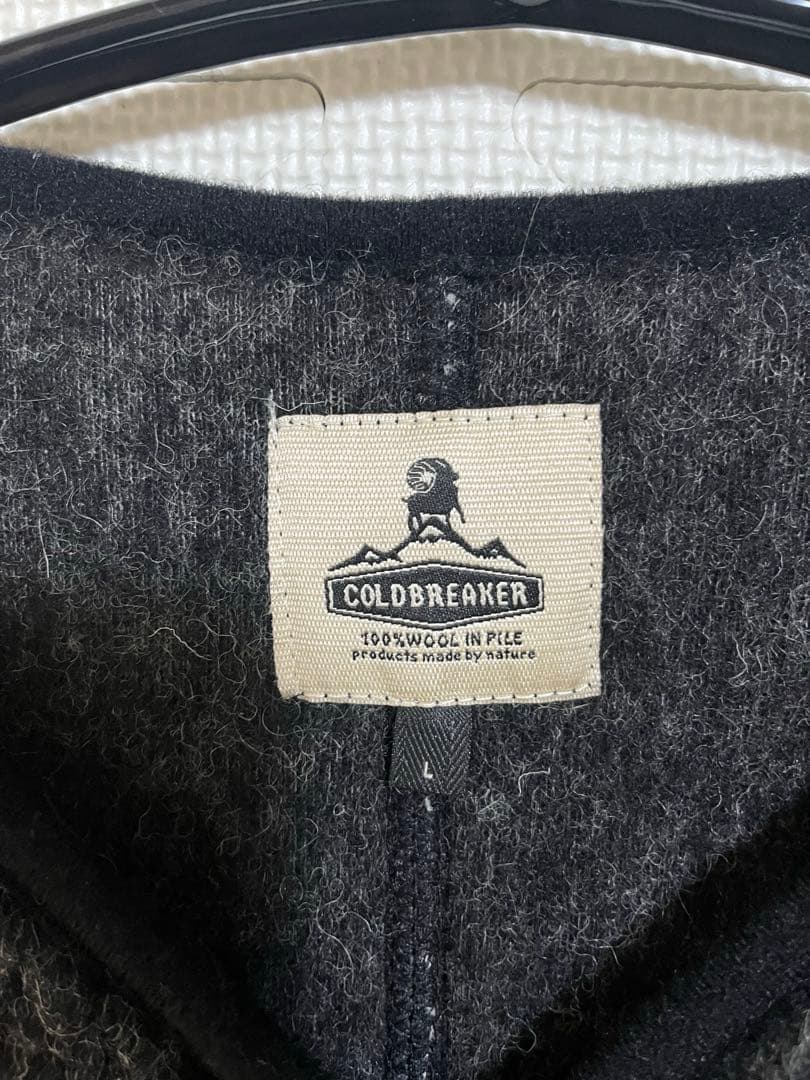 COLDBREAKER
100% WOOL IN PILE
products made by nature
L